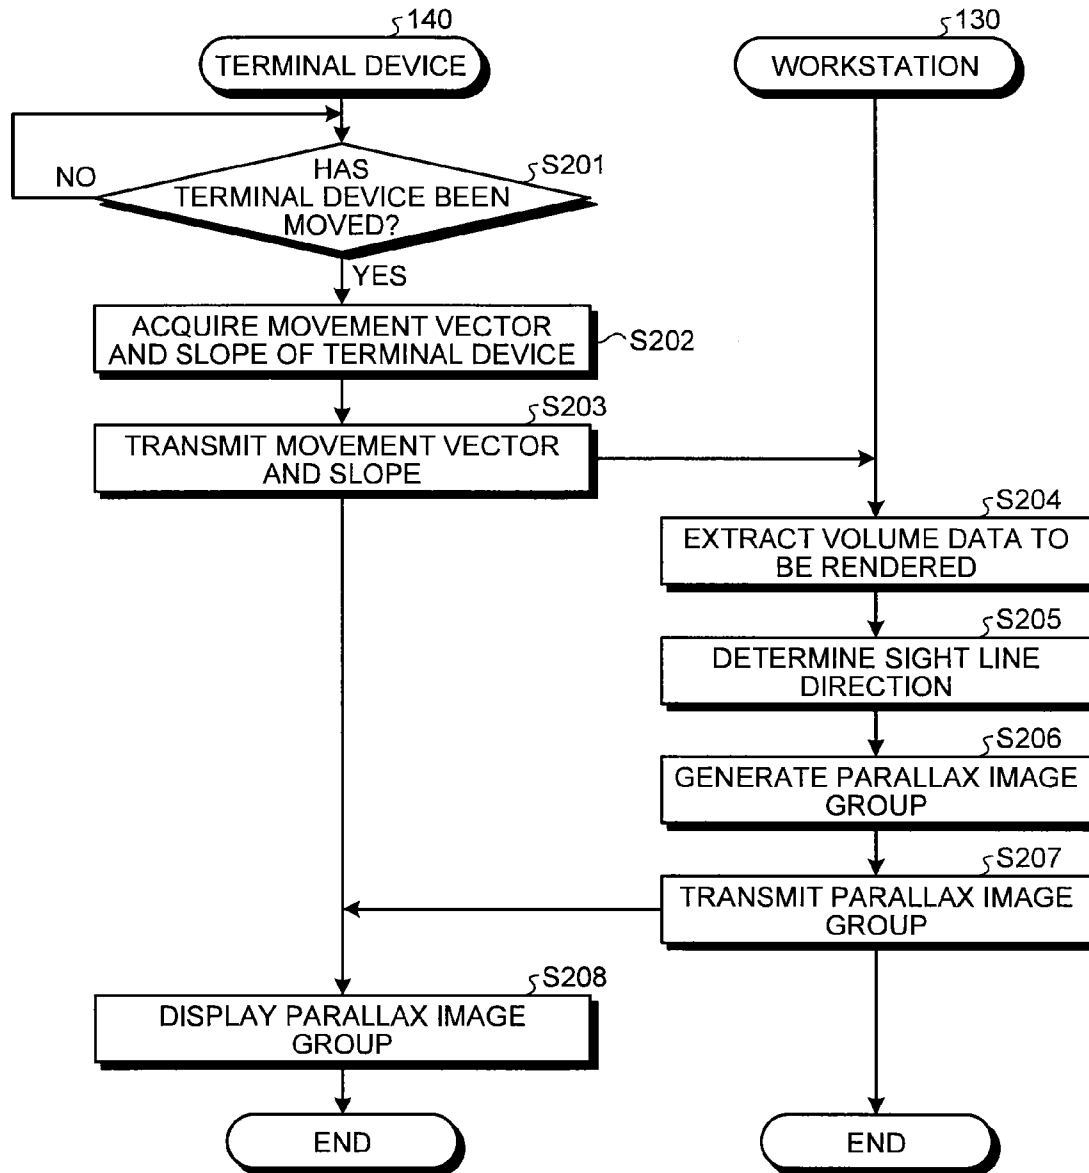 140
TERMINAL DEVICE
130
WORKSTATION
S201
HAS
TERMINAL DEVICE BEEN
MOVED?
NO
YES
ACQUIRE MOVEMENT VECTOR
AND SLOPE OF TERMINAL DEVICE
S202
S203
TRANSMIT MOVEMENT VECTOR
AND SLOPE
S204
EXTRACT VOLUME DATA TO
BE RENDERED
S205
DETERMINE SIGHT LINE
DIRECTION
S206
GENERATE PARALLAX IMAGE
GROUP
S207
TRANSMIT PARALLAX IMAGE
GROUP
S208
DISPLAY PARALLAX IMAGE
GROUP
END
END